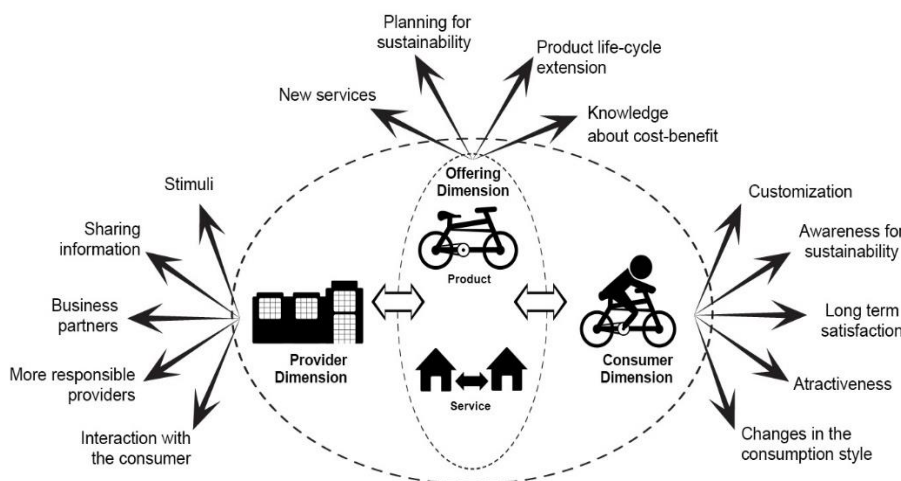 Planning for
sustainability
Product life-cycle
extension
New services
Knowledge
about cost-benefit
Offering
Dimension
Product
Service
Stimuli
Sharing
information
Business
partners
More responsible
providers
Interaction with
the consumer
Provider
Dimension
Consumer
Dimension
Customization
Awareness for
sustainability
Long term
satisfaction
Atractiveness
Changes in the
consumption style